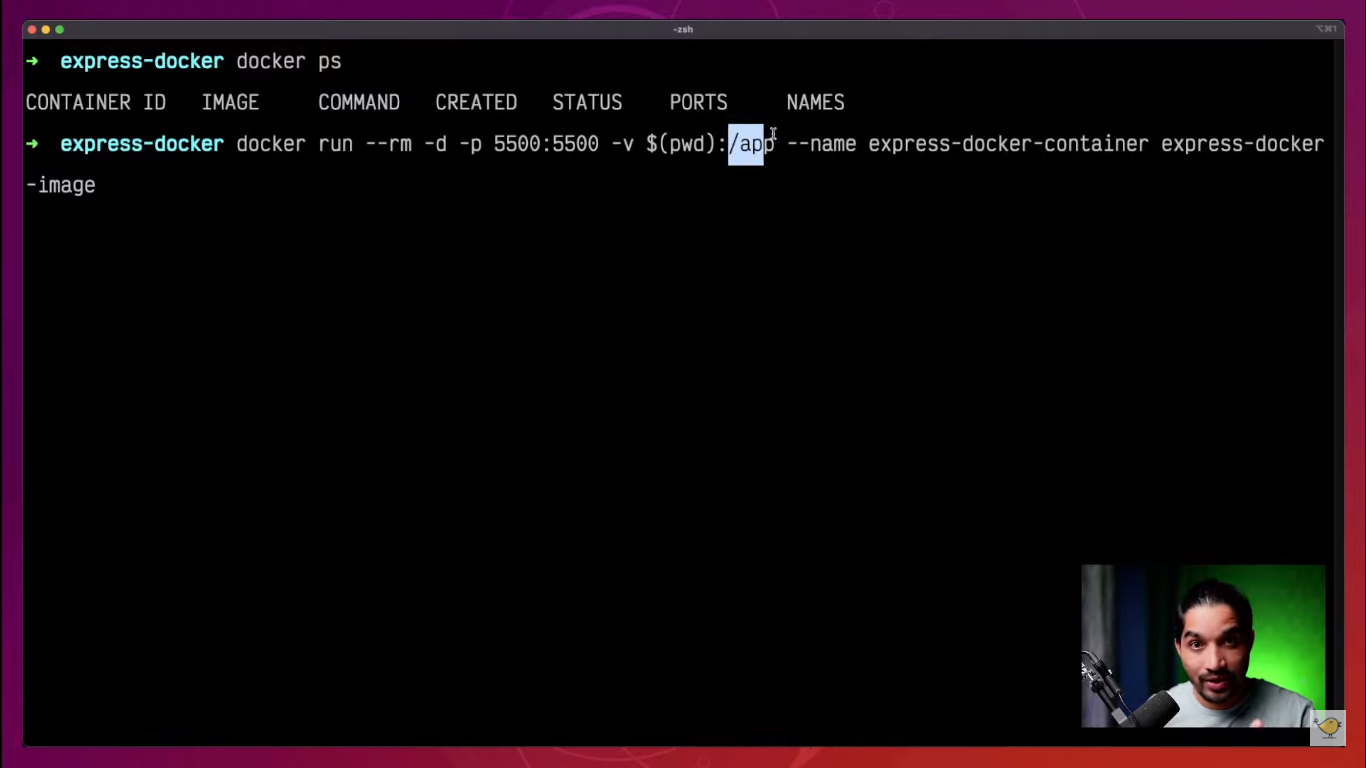 -zsh
⌥⌘1
➜ express-docker docker ps
CONTAINER ID IMAGE COMMAND CREATED STATUS PORTS NAMES
➜ express-docker docker run --rm -d -p 5500:5500 -v $(pwd):/app --name express-docker-container express-docker
-image